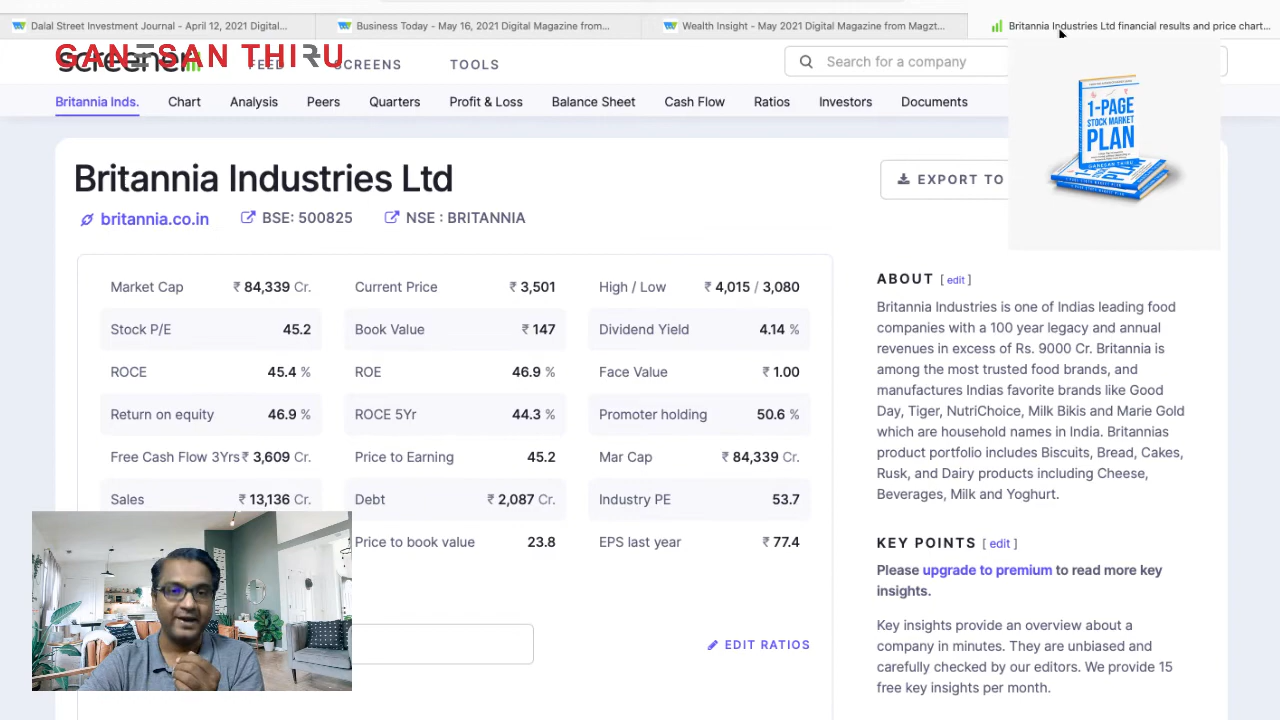 Dalal Street Investment Journal - April 12, 2021 Digital...
Business Today - May 16, 2021 Digital Magazine from...
Wealth Insight - May 2021 Digital Magazine from Magzt...
Britannia Industries Ltd financial results and price chart...
GANESAN THIRU
screener
FEED
SCREENS
TOOLS
Search for a company
Britannia Inds.
Chart
Analysis
Peers
Quarters
Profit & Loss
Balance Sheet
Cash Flow
Ratios
Investors
Documents
1-PAGE
STOCK MARKET
PLAN
GANESAN THIRU
Britannia Industries Ltd
EXPORT TO
britannia.co.in
BSE: 500825
NSE : BRITANNIA
Market Cap ₹ 84,339 Cr.
Current Price ₹ 3,501
High / Low ₹ 4,015 / 3,080
Stock P/E 45.2
Book Value ₹ 147
Dividend Yield 4.14 %
ROCE 45.4 %
ROE 46.9 %
Face Value ₹ 1.00
Return on equity 46.9 %
ROCE 5Yr 44.3 %
Promoter holding 50.6 %
Free Cash Flow 3Yrs ₹ 3,609 Cr.
Price to Earning 45.2
Mar Cap ₹ 84,339 Cr.
Sales ₹ 13,136 Cr.
Debt ₹ 2,087 Cr.
Industry PE 53.7
Price to book value 23.8
EPS last year ₹ 77.4
EDIT RATIOS
ABOUT [ edit ]
Britannia Industries is one of Indias leading food
companies with a 100 year legacy and annual
revenues in excess of Rs. 9000 Cr. Britannia is
among the most trusted food brands, and
manufactures Indias favorite brands like Good
Day, Tiger, NutriChoice, Milk Bikis and Marie Gold
which are household names in India. Britannias
product portfolio includes Biscuits, Bread, Cakes,
Rusk, and Dairy products including Cheese,
Beverages, Milk and Yoghurt.
KEY POINTS [ edit ]
Please upgrade to premium to read more key
insights.
Key insights provide an overview about a
company in minutes. They are unbiased and
carefully checked by our editors. We provide 15
free key insights per month.